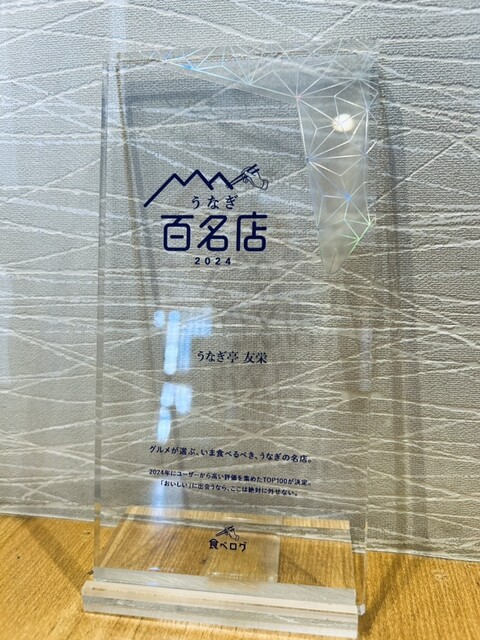 うなぎ
百名店
2024
うなぎ亭 友栄
グルメが選ぶ、いま食べるべき、うなぎの名店。
2024年にユーザーから高い評価を集めたTOP100が決定。
「おいしい」に出会うなら、ここは絶対に外せない。
食べログ